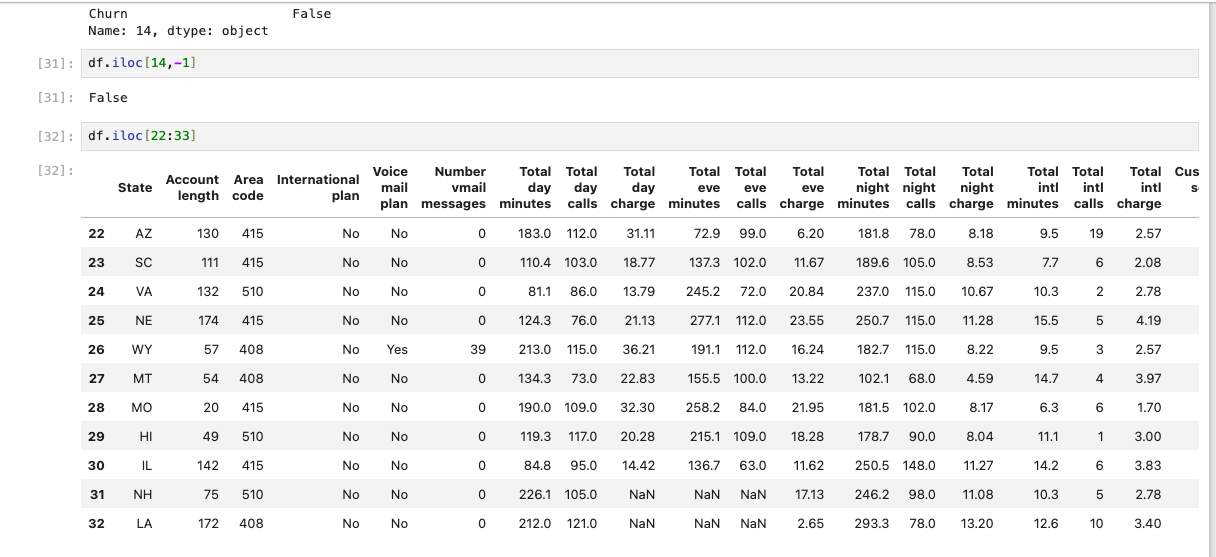 Churn False
Name: 14, dtype: object
[31]: df.iloc[14,-1]
[31]: False
[32]: df.iloc[22:33]
[32]:
State Account length Area code International plan Voice mail plan Number vmail messages Total day minutes Total day calls Total day charge Total eve minutes Total eve calls Total eve charge Total night minutes Total night calls Total night charge Total intl minutes Total intl calls Total intl charge Cus s
22 AZ 130 415 No No 0 183.0 112.0 31.11 72.9 99.0 6.20 181.8 78.0 8.18 9.5 19 2.57
23 SC 111 415 No No 0 110.4 103.0 18.77 137.3 102.0 11.67 189.6 105.0 8.53 7.7 6 2.08
24 VA 132 510 No No 0 81.1 86.0 13.79 245.2 72.0 20.84 237.0 115.0 10.67 10.3 2 2.78
25 NE 174 415 No No 0 124.3 76.0 21.13 277.1 112.0 23.55 250.7 115.0 11.28 15.5 5 4.19
26 WY 57 408 No Yes 39 213.0 115.0 36.21 191.1 112.0 16.24 182.7 115.0 8.22 9.5 3 2.57
27 MT 54 408 No No 0 134.3 73.0 22.83 155.5 100.0 13.22 102.1 68.0 4.59 14.7 4 3.97
28 MO 20 415 No No 0 190.0 109.0 32.30 258.2 84.0 21.95 181.5 102.0 8.17 6.3 6 1.70
29 HI 49 510 No No 0 119.3 117.0 20.28 215.1 109.0 18.28 178.7 90.0 8.04 11.1 1 3.00
30 IL 142 415 No No 0 84.8 95.0 14.42 136.7 63.0 11.62 250.5 148.0 11.27 14.2 6 3.83
31 NH 75 510 No No 0 226.1 105.0 NaN NaN NaN 17.13 246.2 98.0 11.08 10.3 5 2.78
32 LA 172 408 No No 0 212.0 121.0 NaN NaN NaN 2.65 293.3 78.0 13.20 12.6 10 3.40